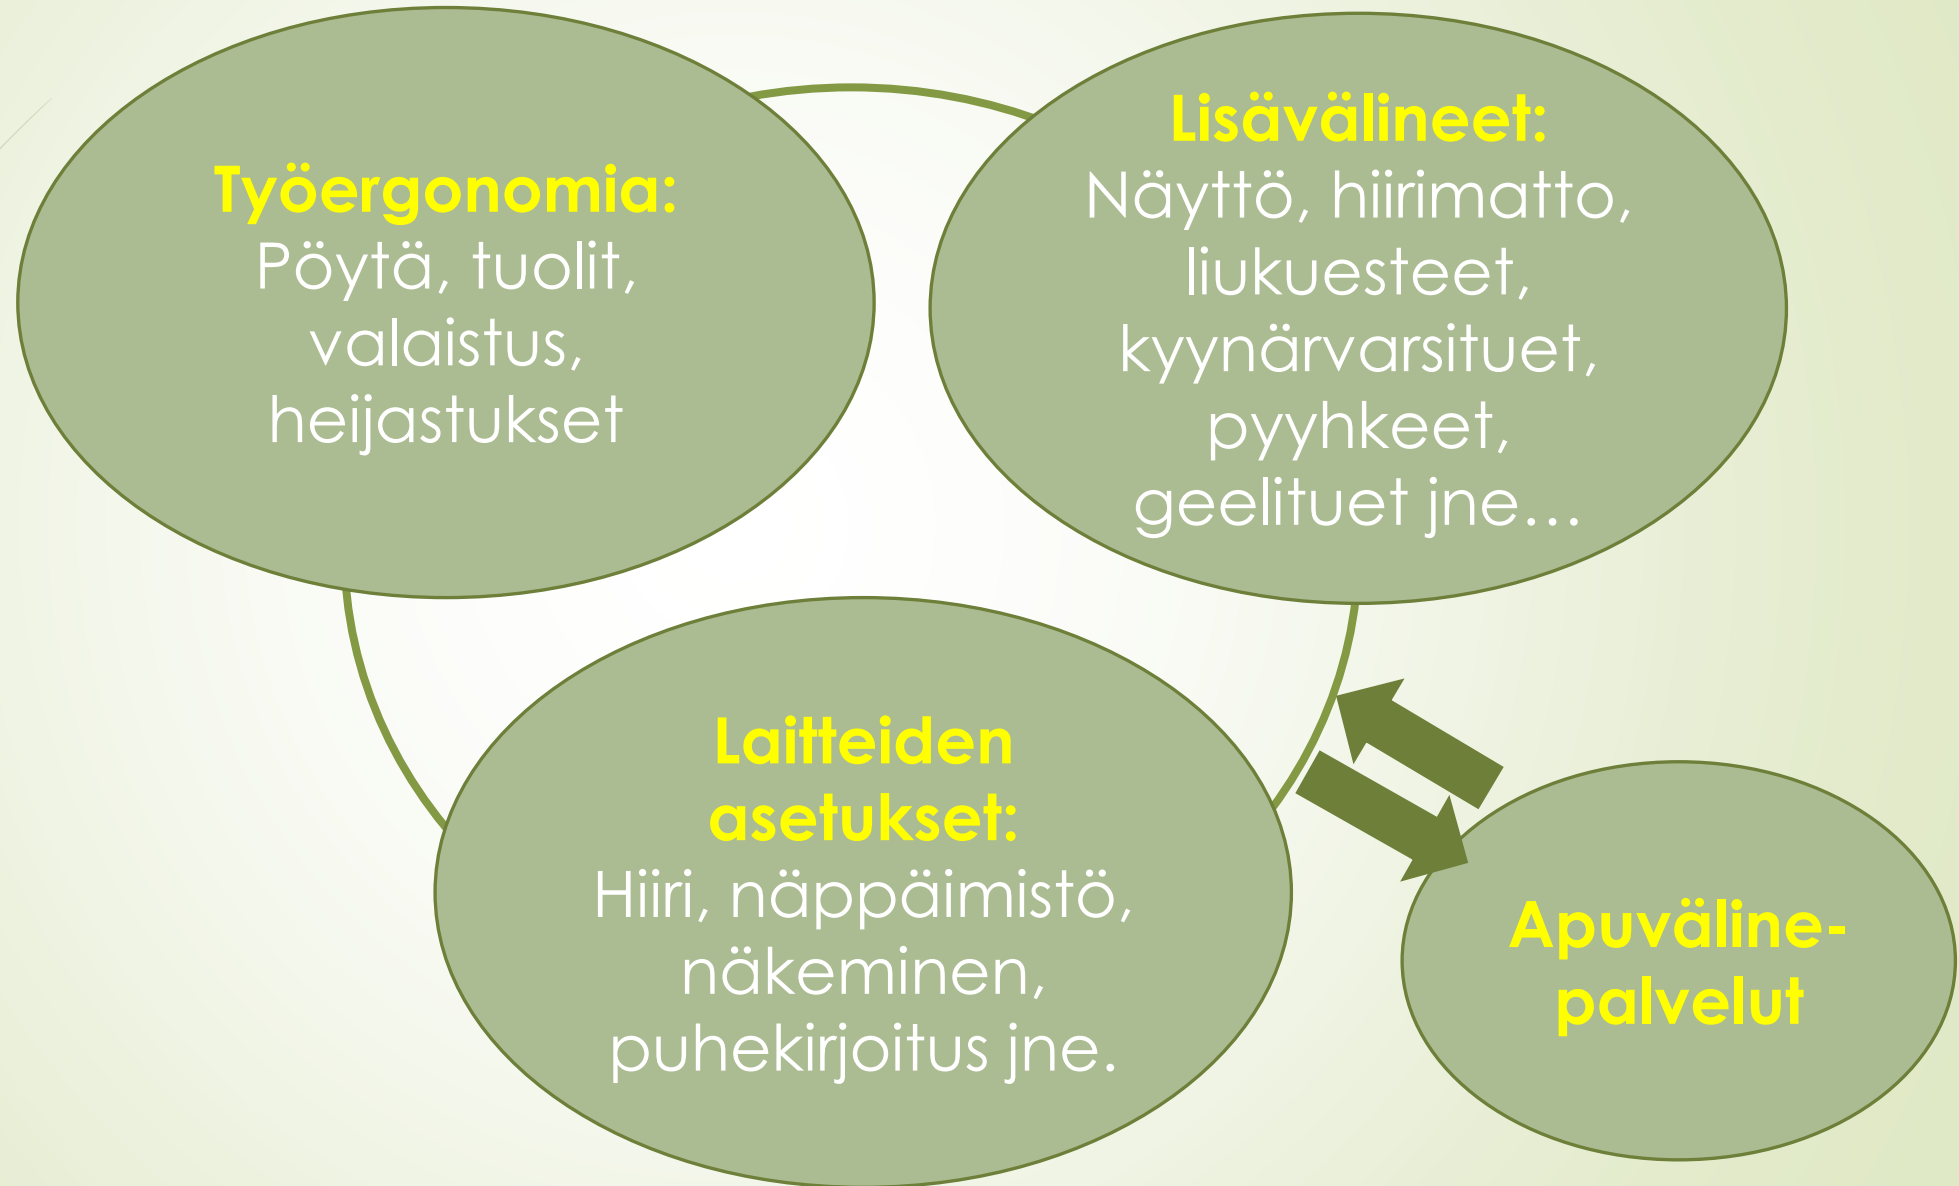 Työergonomia:
Pöytä, tuolit,
valaistus,
heijastukset
Lisävälineet:
Näyttö, hiirimatto,
liukuesteet,
kyynärvarsituet,
pyyhkeet,
geelituet jne…
Laitteiden
asetukset:
Hiiri, näppäimistö,
näkeminen,
puhekirjoitus jne.
Apuväline-
palvelut